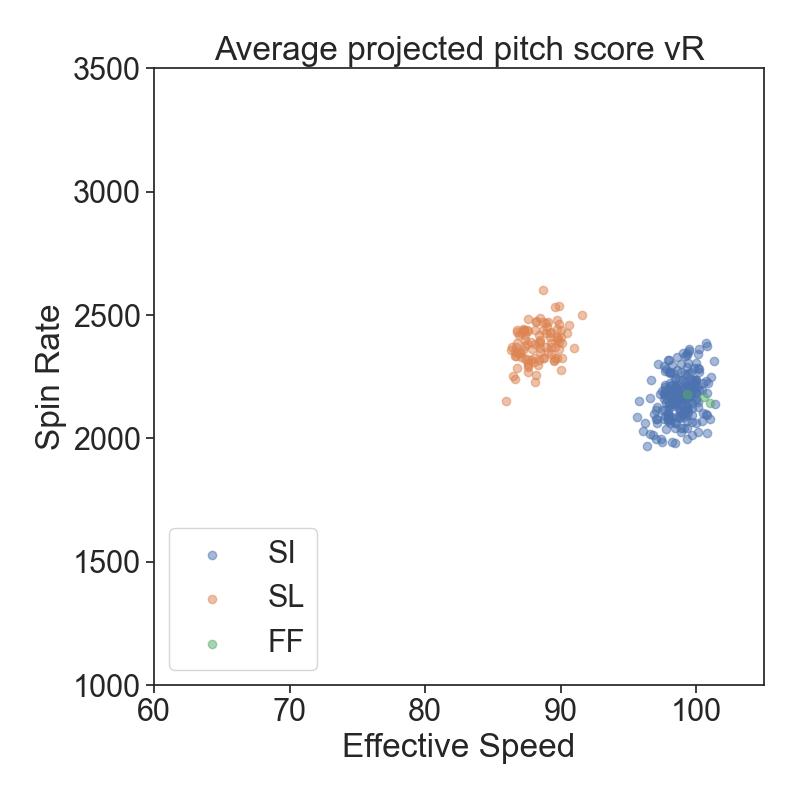 Average projected pitch score vR
3500
3000
2500
2000
1500
1000
Spin Rate
SI
SL
FF
60 70 80 90 100
Effective Speed